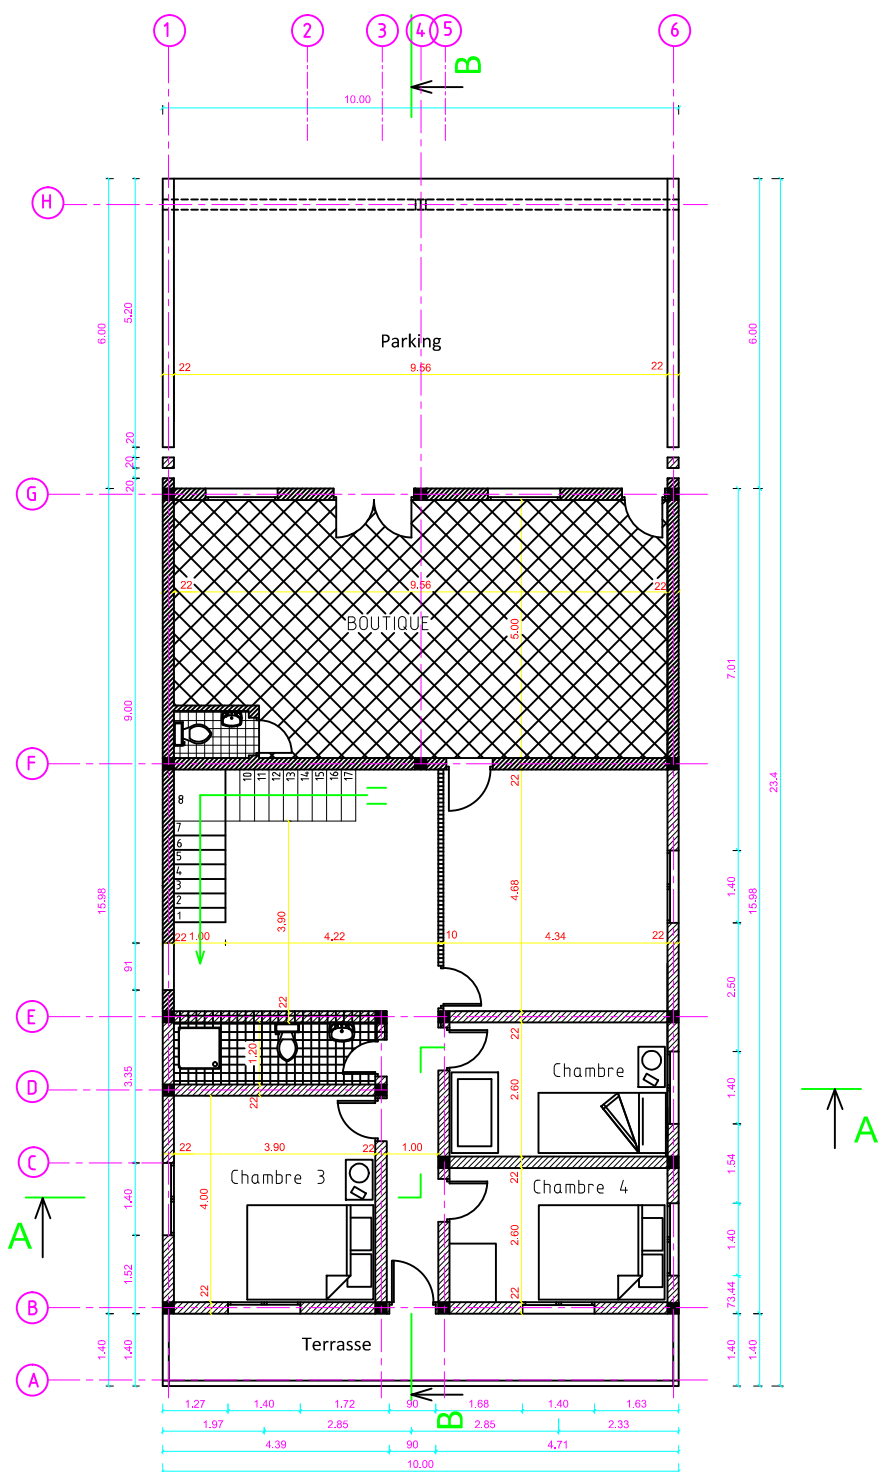 1 2 3 4 5 6
B
10.00
H
6.00
5.20
6.00
Parking
22 9.56 22
20
20
20
G
22 9.56 22
BOUTIQUE
5.00
7.01
9.00
F
23.4
10 11 12 13 14 15 16 17
22
8
7
6
5
4
3
2
1
4.68
1.40
15.98
15.98
3.90
22 1.00 4.22 10 4.34 22
91
2.50
22
E
22
1.20
Chambre
2.60
1.40
3.35
D
22
A
22 3.90 22 1.00
C
22
1.54
Chambre 3
Chambre 4
4.00
1.40
A
2.60
1.40
1.52
22
22
73.44
B
Terrasse
1.40
1.40
1.40
1.40
A
1.27 1.40 1.72 90 1.68 1.40 1.63
B
1.97 2.85 2.85 2.33
4.39 90 4.71
10.00